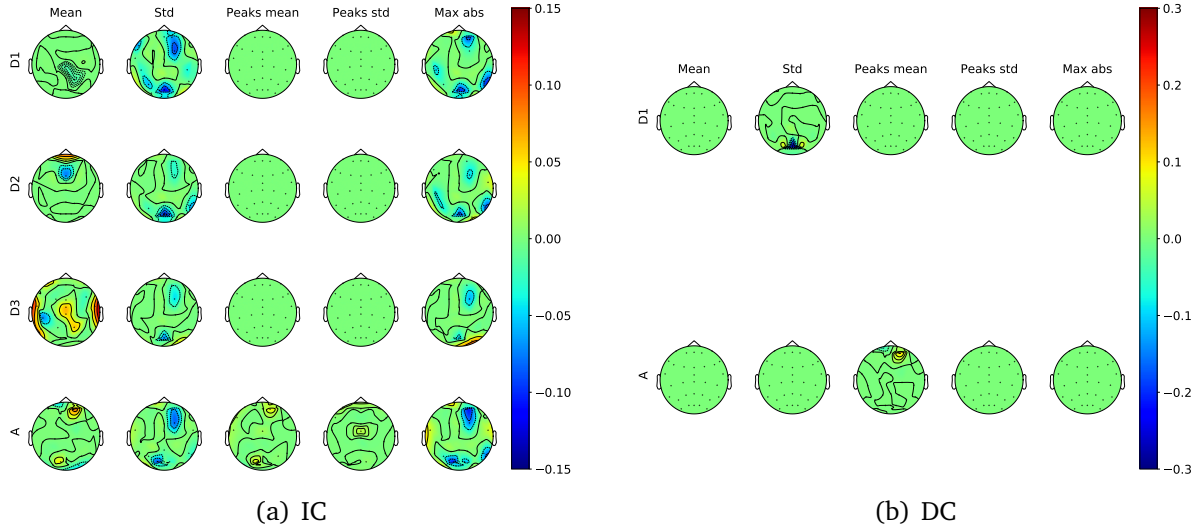 Mean Std Peaks mean Peaks std Max abs
D1
D2
D3
A
0.15
0.10
0.05
0.00
−0.05
−0.10
−0.15
(a) IC
Mean Std Peaks mean Peaks std Max abs
D1
A
0.3
0.2
0.1
0.0
−0.1
−0.2
−0.3
(b) DC